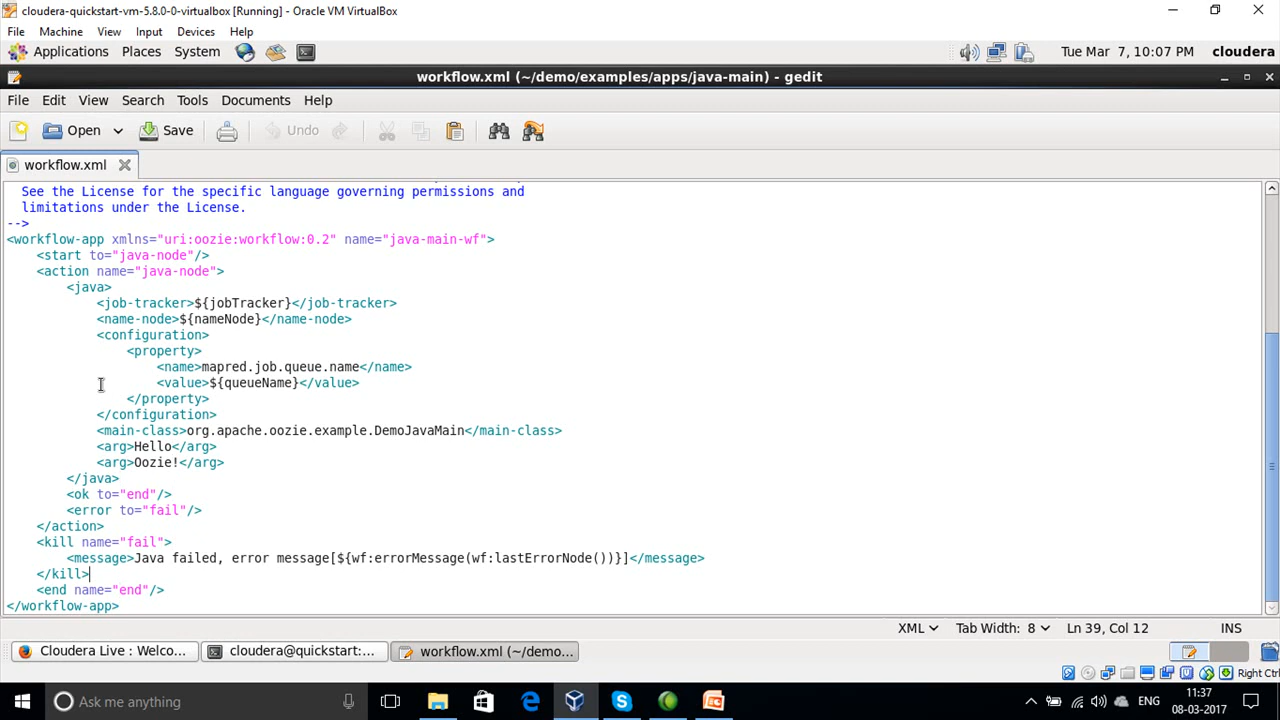 cloudera-quickstart-vm-5.8.0-0-virtualbox [Running] - Oracle VM VirtualBox
File Machine View Input Devices Help
Applications Places System Tue Mar 7, 10:07 PM cloudera
workflow.xml (~/demo/examples/apps/java-main) - gedit
File Edit View Search Tools Documents Help
Open Save Undo
workflow.xml
See the License for the specific language governing permissions and
limitations under the License.
-->
<workflow-app xmlns="uri:oozie:workflow:0.2" name="java-main-wf">
<start to="java-node"/>
<action name="java-node">
<java>
<job-tracker>${jobTracker}</job-tracker>
<name-node>${nameNode}</name-node>
<configuration>
<property>
<name>mapred.job.queue.name</name>
<value>${queueName}</value>
</property>
</configuration>
<main-class>org.apache.oozie.example.DemoJavaMain</main-class>
<arg>Hello</arg>
<arg>Oozie!</arg>
</java>
<ok to="end"/>
<error to="fail"/>
</action>
<kill name="fail">
<message>Java failed, error message[${wf:errorMessage(wf:lastErrorNode())}]</message>
</kill>
<end name="end"/>
</workflow-app>
XML Tab Width: 8 Ln 39, Col 12 INS
Cloudera Live : Welco... cloudera@quickstart:... workflow.xml (~/demo...
Right Ctrl
Ask me anything ENG 11:37
08-03-2017